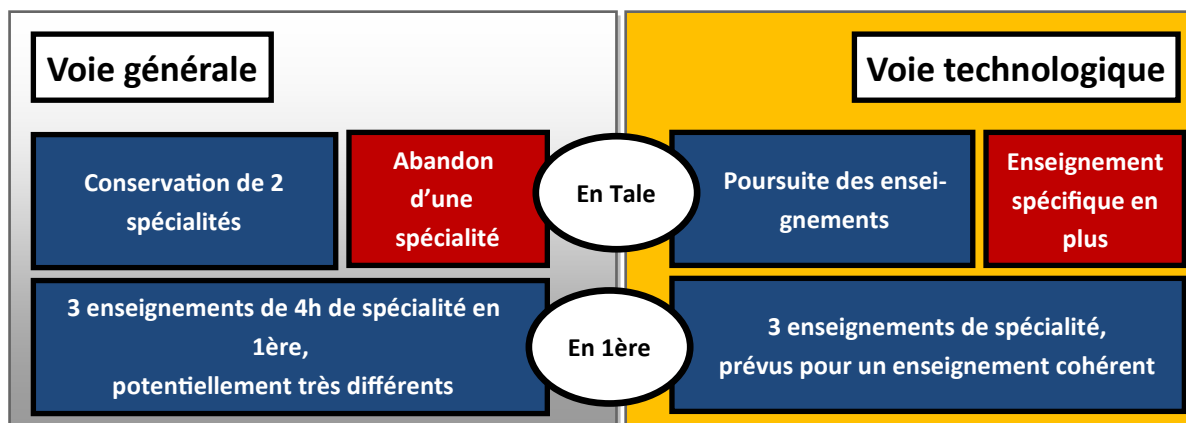 Voie générale
Voie technologique
Conservation de 2
spécialités
Abandon
d’une
spécialité
En Tale
Poursuite des ensei-
gnements
Enseignement
spécifique en
plus
3 enseignements de 4h de spécialité en
1ère,
potentiellement très différents
En 1ère
3 enseignements de spécialité,
prévus pour un enseignement cohérent